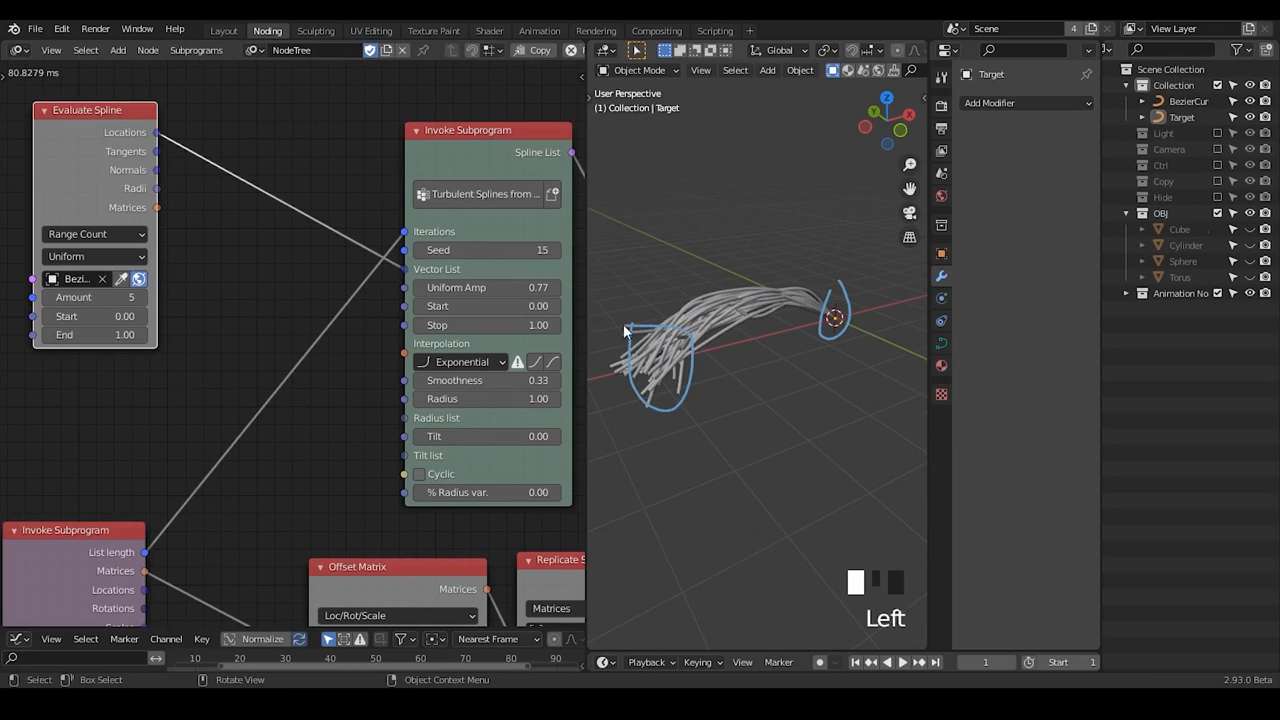 File Edit Render Window Help Layout Noding Sculpting UV Editing Texture Paint Shader Animation Rendering Compositing Scripting + Scene 4 View Layer
View Select Add Node Subprograms NodeTree Copy Global
80.8279 ms
Object Mode View Select Add Object
User Perspective
(1) Collection | Target
Evaluate Spline
Locations
Tangents
Normals
Radii
Matrices
Range Count
Uniform
Bezi...
Amount 5
Start 0.00
End 1.00
Invoke Subprogram
Spline List
Turbulent Splines from ...
Iterations
Seed 15
Vector List
Uniform Amp 0.77
Start 0.00
Stop 1.00
Interpolation
Exponential
Smoothness 0.33
Radius 1.00
Radius list
Tilt 0.00
Tilt list
Cyclic
% Radius var. 0.00
Invoke Subprogram
List length
Matrices
Locations
Rotations
Offset Matrix
Matrices
Loc/Rot/Scale
Replicate S
Matrices
Z
Y
X
Left
Target
Add Modifier
Scene Collection
Collection
BezierCur
Target
Light
Camera
Ctrl
Copy
Hide
OBJ
Cube
Cylinder
Sphere
Torus
Animation No
View Select Marker Channel Key Normalize Nearest Frame
10 20 30 40 50 60 70 80 90
Playback Keying View Marker 1 Start 1
Select Box Select Rotate View Object Context Menu 2.93.0 Beta